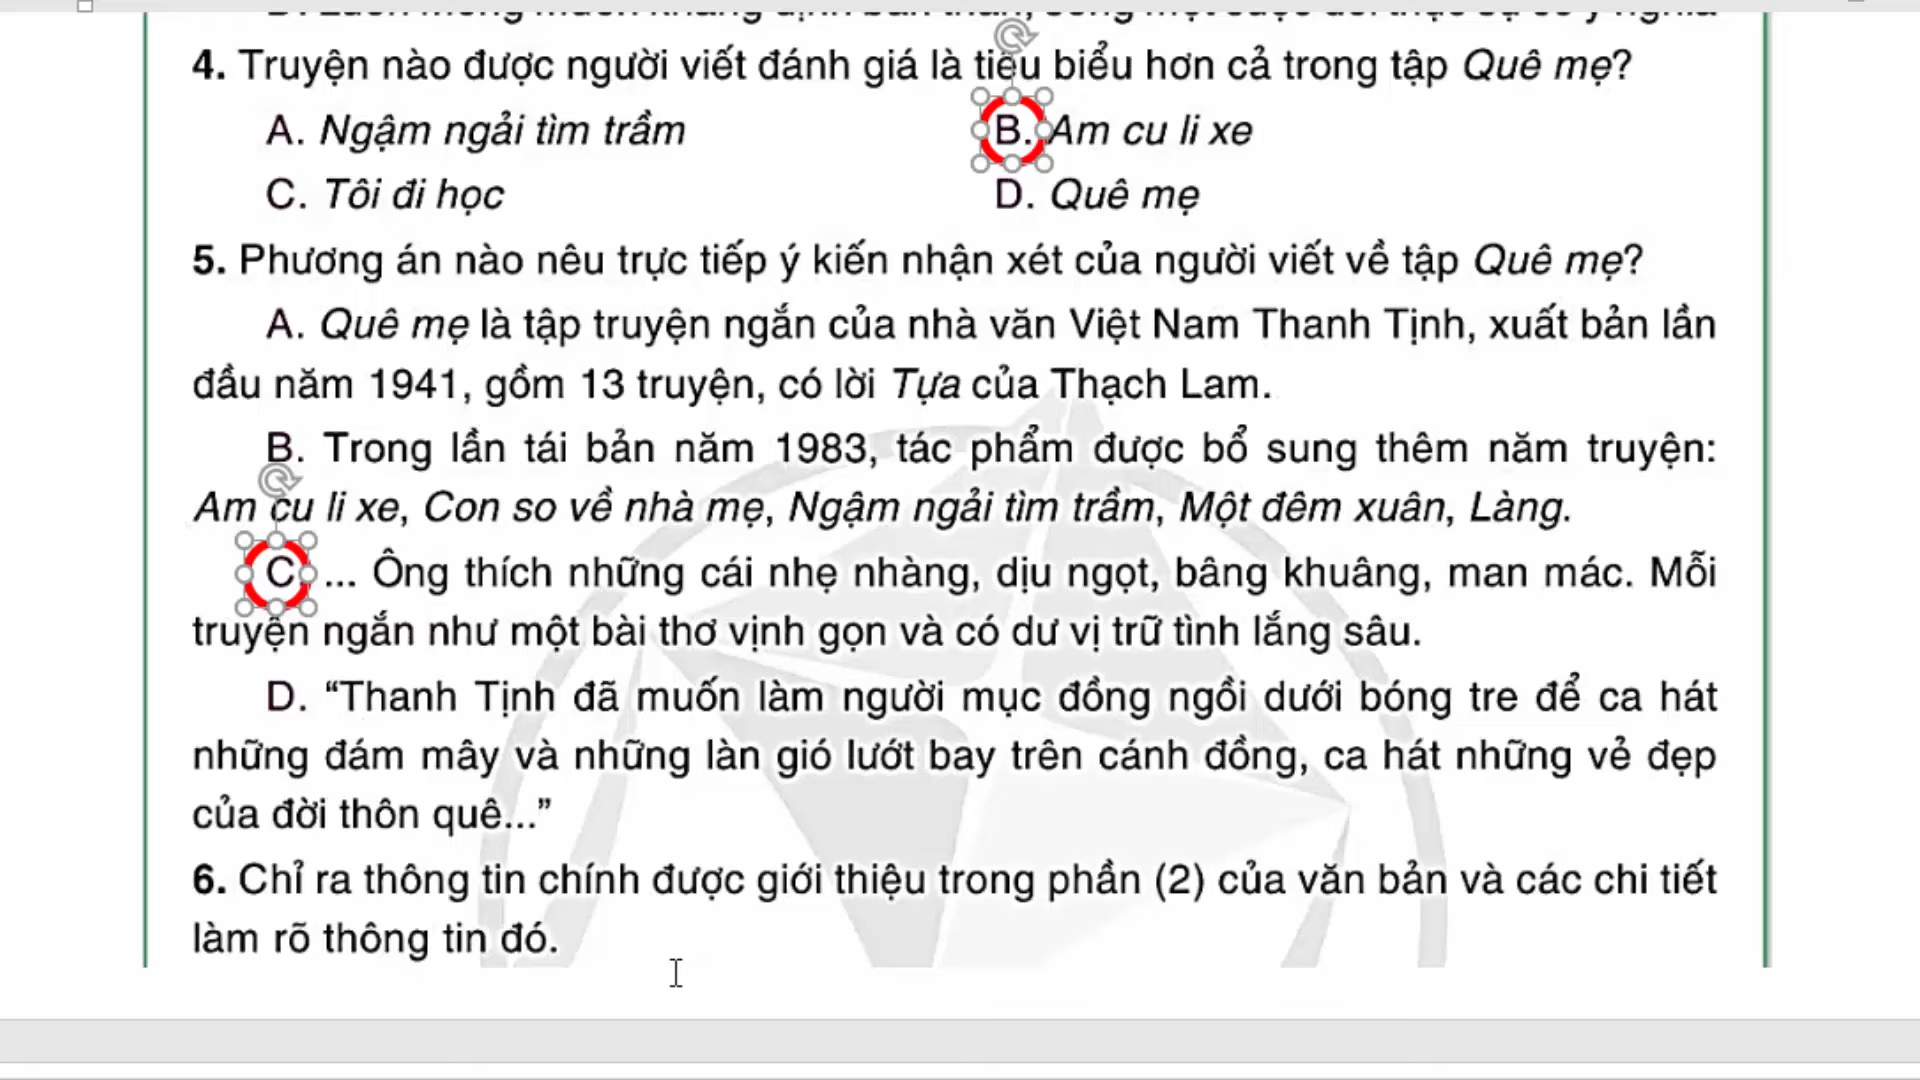 4. Truyện nào được người viết đánh giá là tiêu biểu hơn cả trong tập Quê mẹ?
A. Ngậm ngải tìm trầm B. Am cu li xe
C. Tôi đi học D. Quê mẹ
5. Phương án nào nêu trực tiếp ý kiến nhận xét của người viết về tập Quê mẹ?
A. Quê mẹ là tập truyện ngắn của nhà văn Việt Nam Thanh Tịnh, xuất bản lần
đầu năm 1941, gồm 13 truyện, có lời Tựa của Thạch Lam.
B. Trong lần tái bản năm 1983, tác phẩm được bổ sung thêm năm truyện:
Am cu li xe, Con so về nhà mẹ, Ngậm ngải tìm trầm, Một đêm xuân, Làng.
C. ... Ông thích những cái nhẹ nhàng, dịu ngọt, bâng khuâng, man mác. Mỗi
truyện ngắn như một bài thơ vịnh gọn và có dư vị trữ tình lắng sâu.
D. “Thanh Tịnh đã muốn làm người mục đồng ngồi dưới bóng tre để ca hát
những đám mây và những làn gió lướt bay trên cánh đồng, ca hát những vẻ đẹp
của đời thôn quê...”
6. Chỉ ra thông tin chính được giới thiệu trong phần (2) của văn bản và các chi tiết
làm rõ thông tin đó.